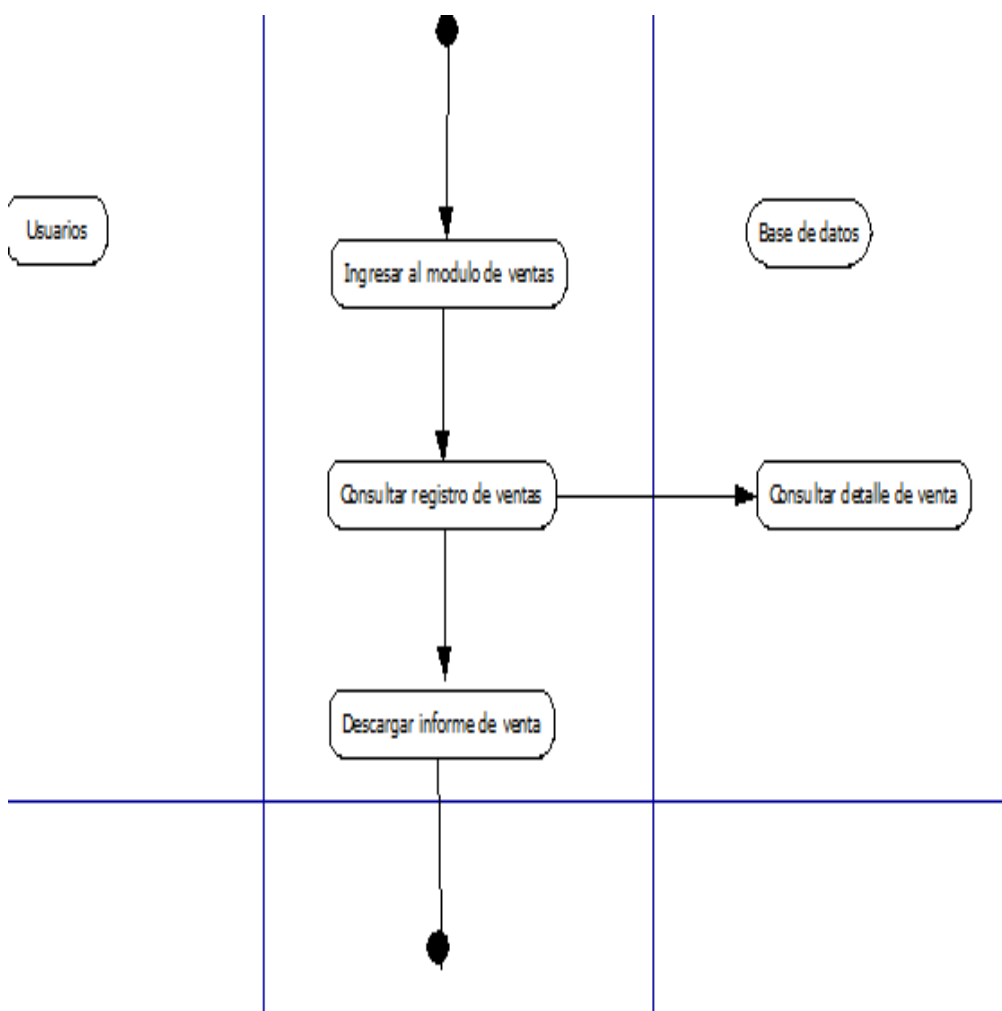 Usuarios
Base de datos
Ingresar al modulo de ventas
Consultar registro de ventas
Consultar detalle de venta
Descargar informe de venta